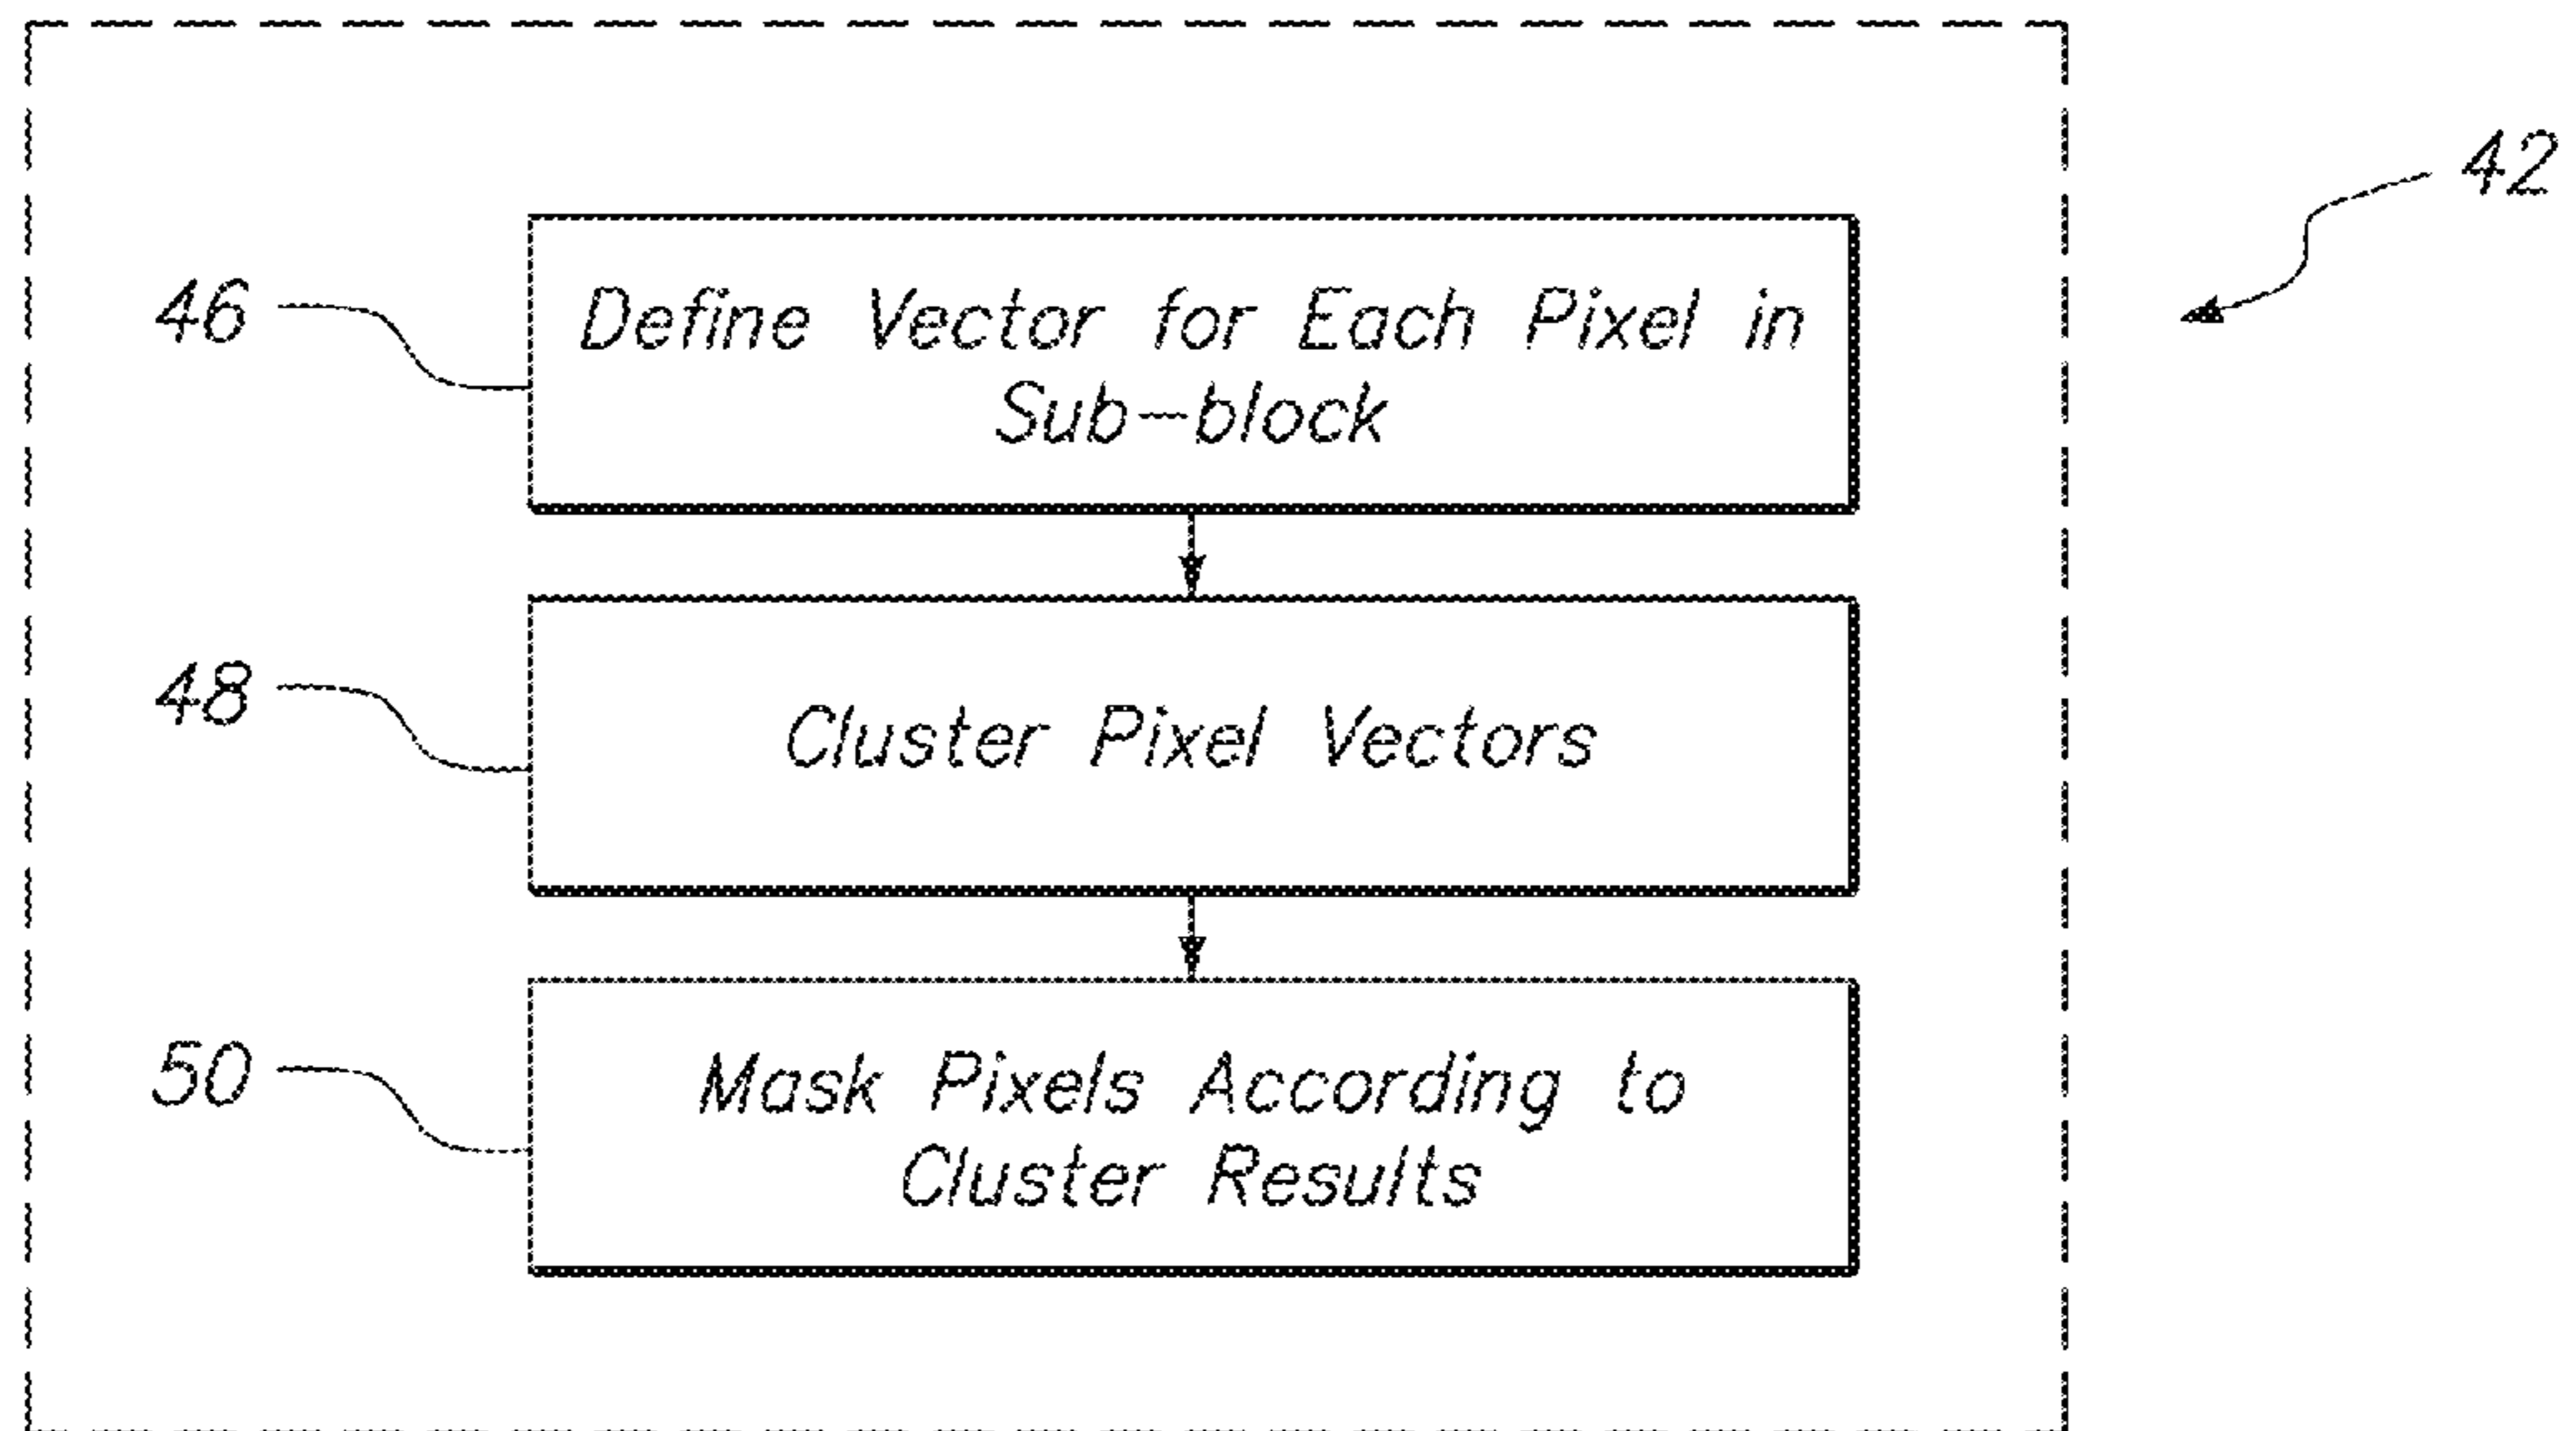 42
46
Define Vector for Each Pixel in
Sub-block
48
Cluster Pixel Vectors
50
Mask Pixels According to
Cluster Results